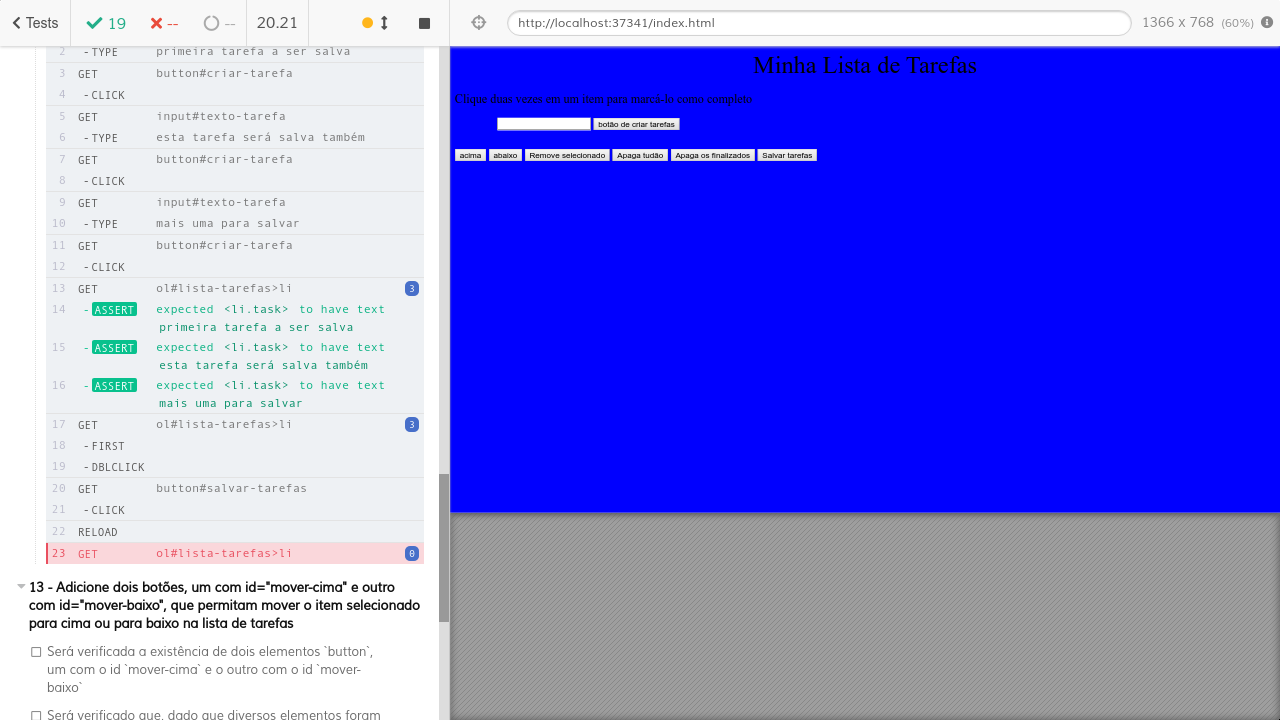 Tests 19 -- -- 20.21
http://localhost:37341/index.html 1366 x 768 (60%)
2 -TYPE primeira tarefa a ser salva
3 GET button#criar-tarefa
4 -CLICK
5 GET input#texto-tarefa
6 -TYPE esta tarefa será salva também
7 GET button#criar-tarefa
8 -CLICK
9 GET input#texto-tarefa
10 -TYPE mais uma para salvar
11 GET button#criar-tarefa
12 -CLICK
13 GET ol#lista-tarefas>li 3
14 -ASSERT expected <li.task> to have text
primeira tarefa a ser salva
15 -ASSERT expected <li.task> to have text
esta tarefa será salva também
16 -ASSERT expected <li.task> to have text
mais uma para salvar
17 GET ol#lista-tarefas>li 3
18 -FIRST
19 -DBLCLICK
20 GET button#salvar-tarefas
21 -CLICK
22 RELOAD
23 GET ol#lista-tarefas>li 0
13 - Adicione dois botões, um com id="mover-cima" e outro
com id="mover-baixo", que permitam mover o item selecionado
para cima ou para baixo na lista de tarefas
Será verificada a existência de dois elementos `button`,
um com o id `mover-cima` e o outro com o id `mover-
baixo`
Será verificado que, dado que diversos elementos foram
Minha Lista de Tarefas
Clique duas vezes em um item para marcá-lo como completo
botão de criar tarefas
acima abaixo Remove selecionado Apaga tudão Apaga os finalizados Salvar tarefas